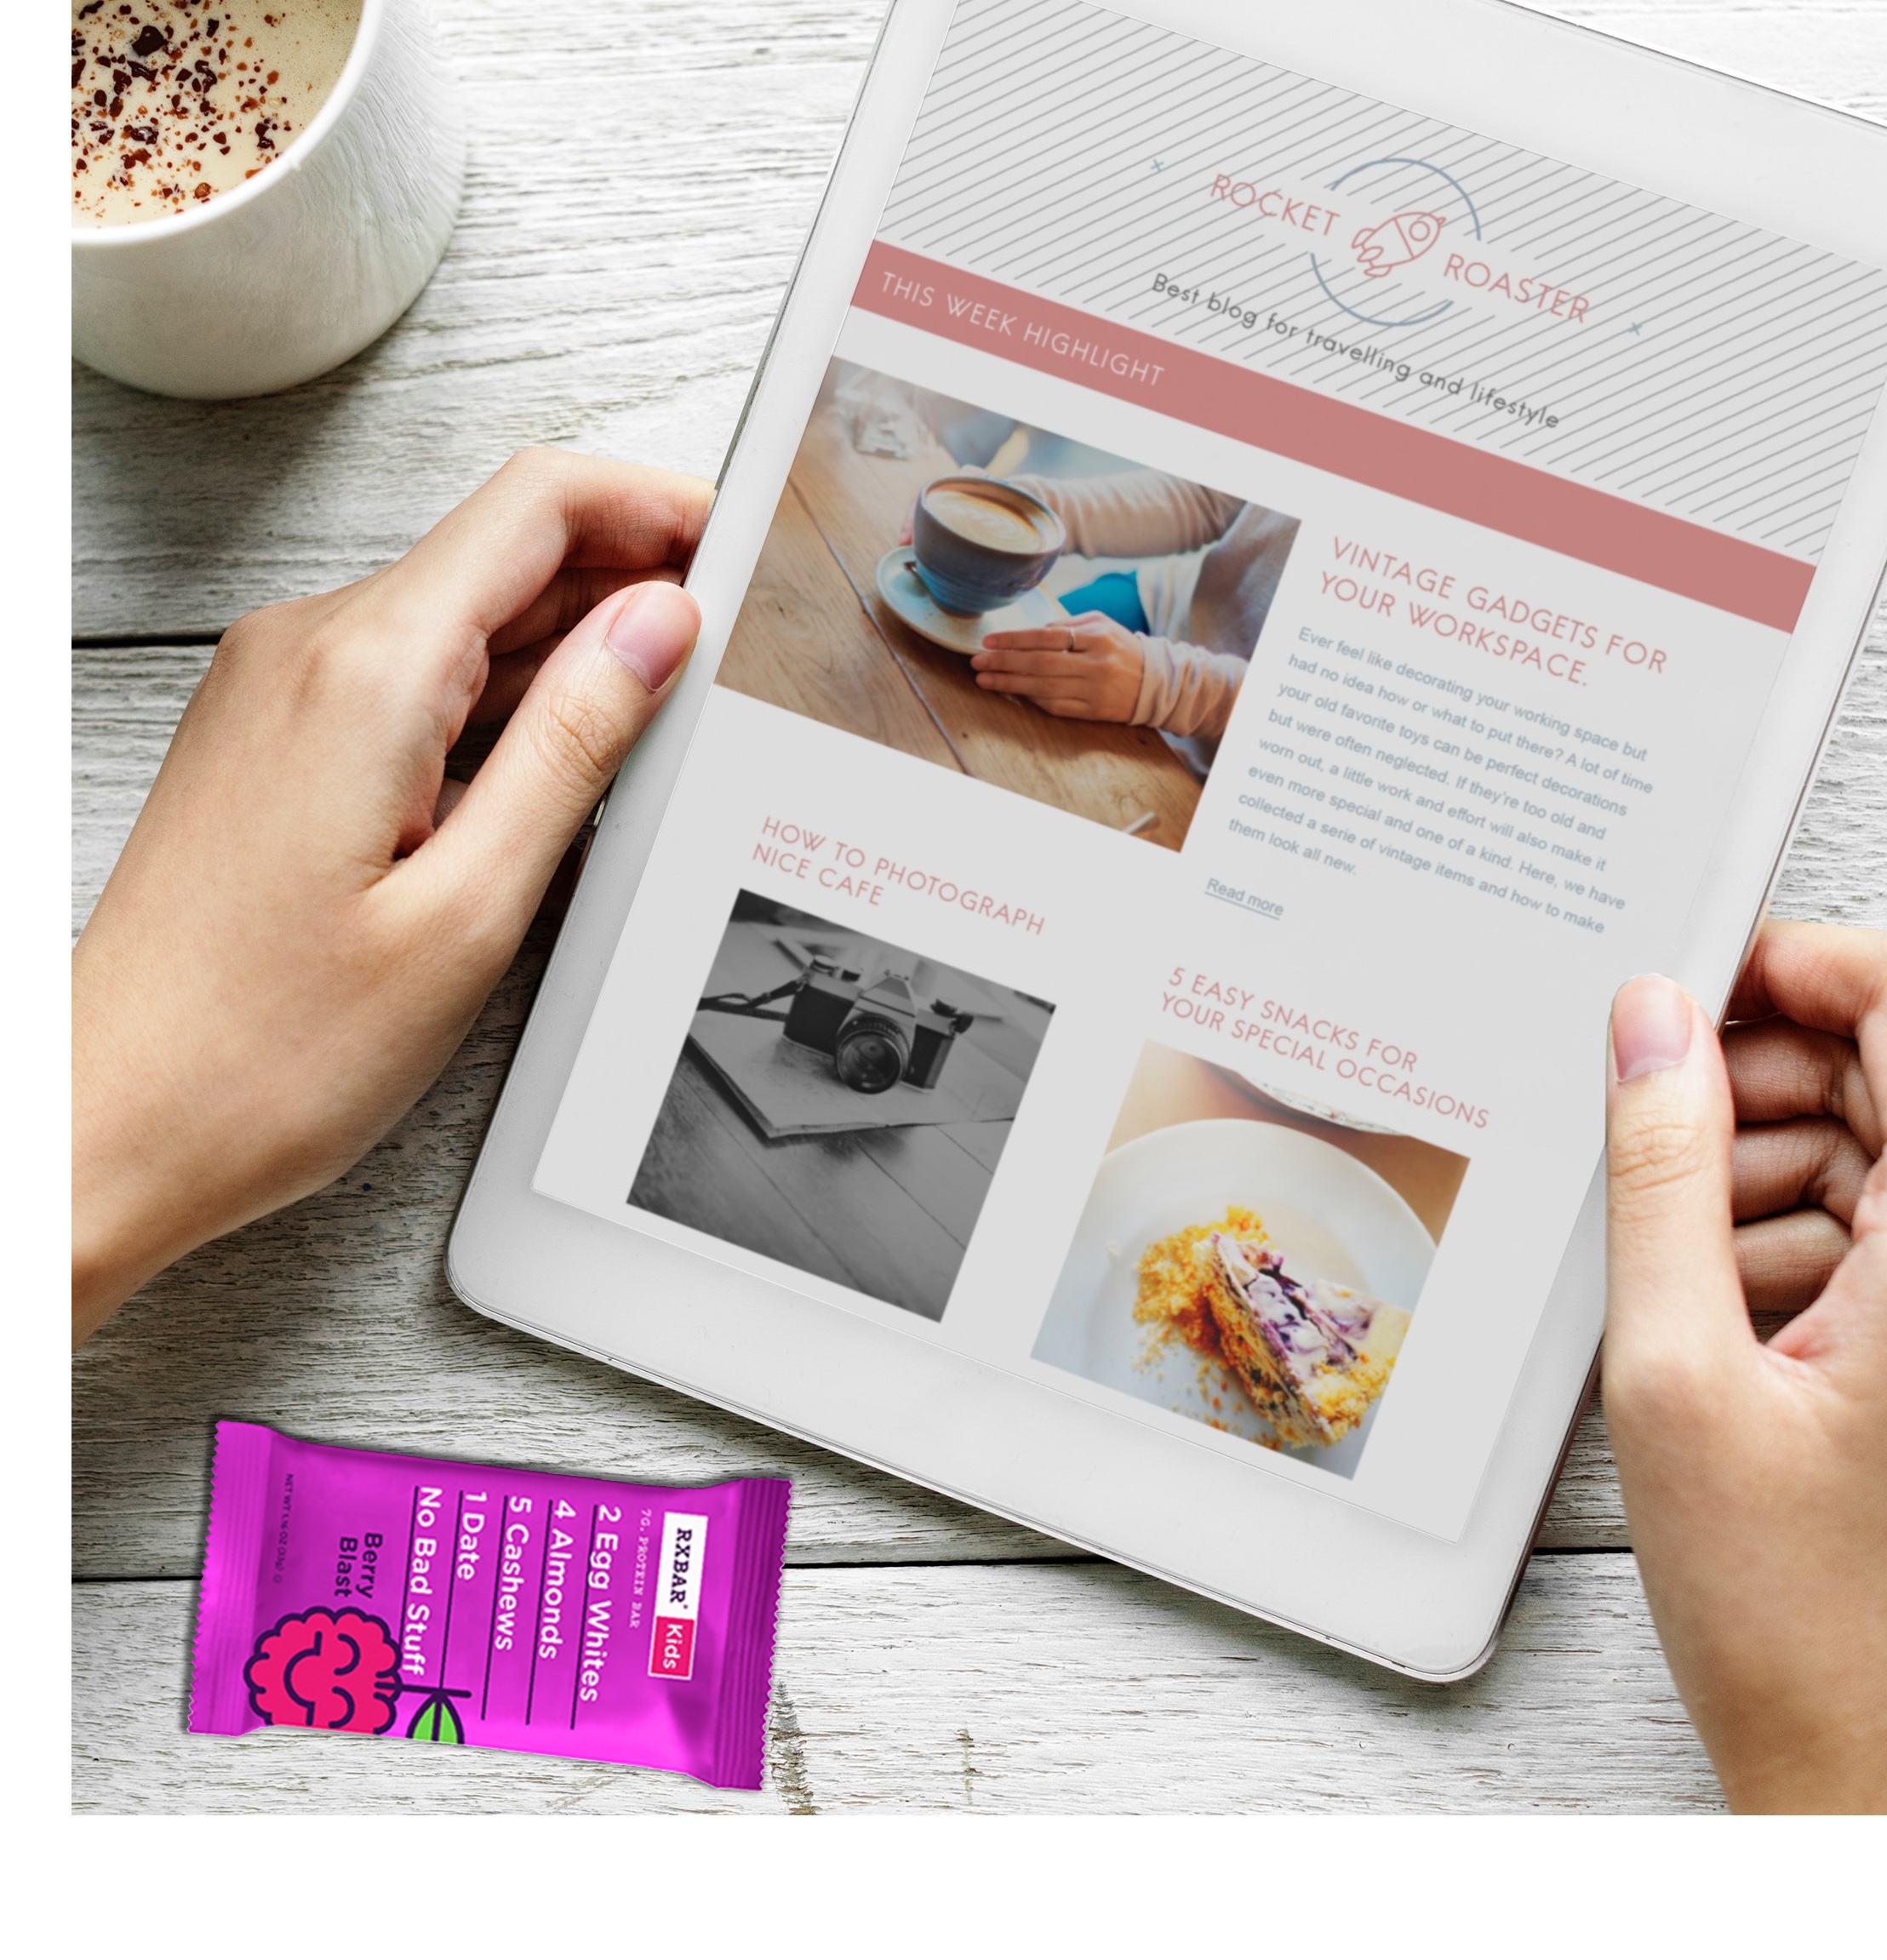 ROCKET ROASTER
Best blog for travelling and lifestyle
THIS WEEK HIGHLIGHT
VINTAGE GADGETS FOR
YOUR WORKSPACE.
Ever feel like decorating your working space but
had no idea how or what to put there? A lot of time
your old favorite toys can be perfect decorations
but were often neglected. If they're too old and
worn out, a little work and effort will also make it
even more special and one of a kind. Here, we have
collected a serie of vintage items and how to make
them look all new.
Read more
HOW TO PHOTOGRAPH
NICE CAFE
5 EASY SNACKS FOR
YOUR SPECIAL OCCASIONS
RXBAR® Kids
7G. PROTEIN BAR
2 Egg Whites
4 Almonds
5 Cashews
1 Date
No Bad Stuff
Berry
Blast
NET WT 1.16 OZ (33g)